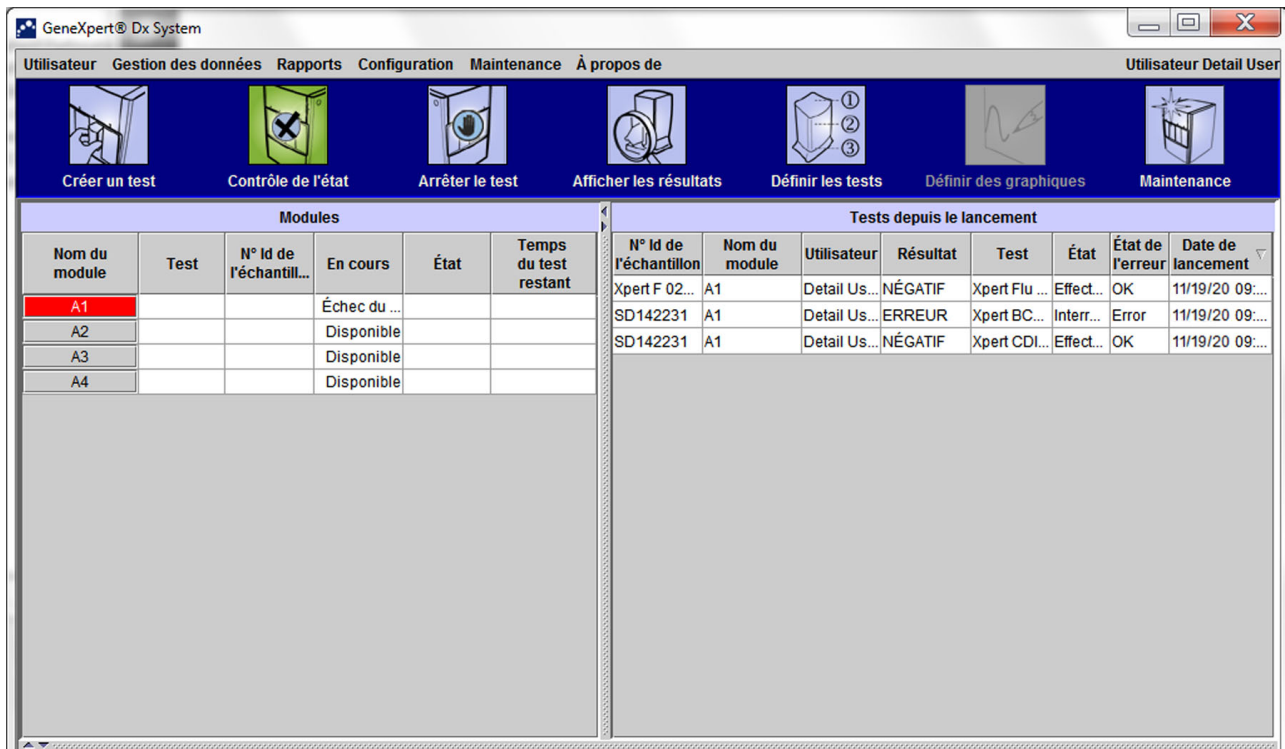 GeneXpert® Dx System
Utilisateur Gestion des données Rapports Configuration Maintenance À propos de Utilisateur Detail User
① 
② 
③
Créer un test Contrôle de l'état Arrêter le test Afficher les résultats Définir les tests Définir des graphiques Maintenance
Modules
Nom du module Test N° Id de l'échantill... En cours État Temps du test restant
A1 Échec du ...
A2 Disponible
A3 Disponible
A4 Disponible
Tests depuis le lancement
N° Id de l'échantillon Nom du module Utilisateur Résultat Test État État de l'erreur Date de lancement
Xpert F 02... A1 Detail Us... NÉGATIF Xpert Flu ... Effect... OK 11/19/20 09:...
SD142231 A1 Detail Us... ERREUR Xpert BC... Interr... Error 11/19/20 09:...
SD142231 A1 Detail Us... NÉGATIF Xpert CDI... Effect... OK 11/19/20 09:...